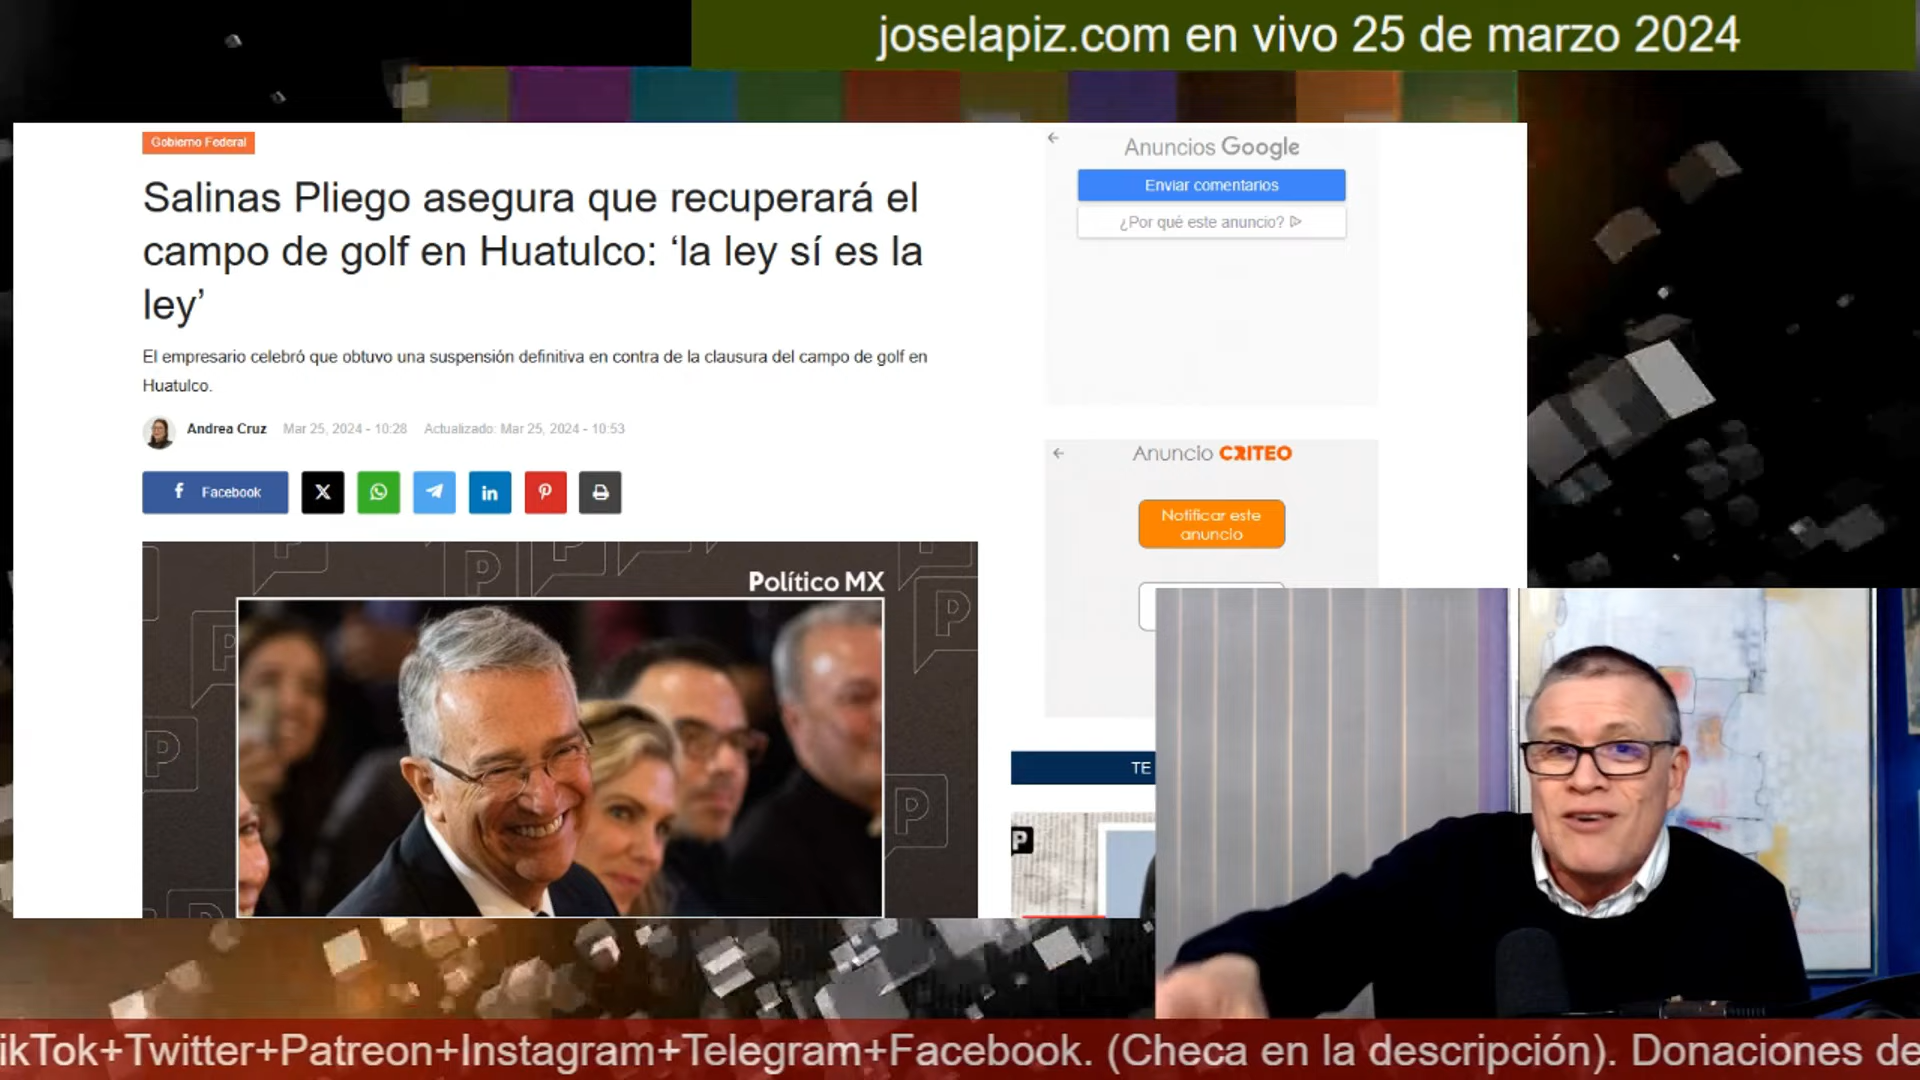 joselapiz.com en vivo 25 de marzo 2024
Gobierno Federal
Salinas Pliego asegura que recuperará el
campo de golf en Huatulco: ‘la ley sí es la
ley’
El empresario celebró que obtuvo una suspensión definitiva en contra de la clausura del campo de golf en
Huatulco.
Andrea Cruz Mar 25, 2024 - 10:28 Actualizado: Mar 25, 2024 - 10:53
Facebook
Político MX
Anuncios Google
Enviar comentarios
¿Por qué este anuncio?
Anuncio CRITEO
Notificar este
anuncio
TE
ikTok+Twitter+Patreon+Instagram+Telegram+Facebook. (Checa en la descripción). Donaciones de